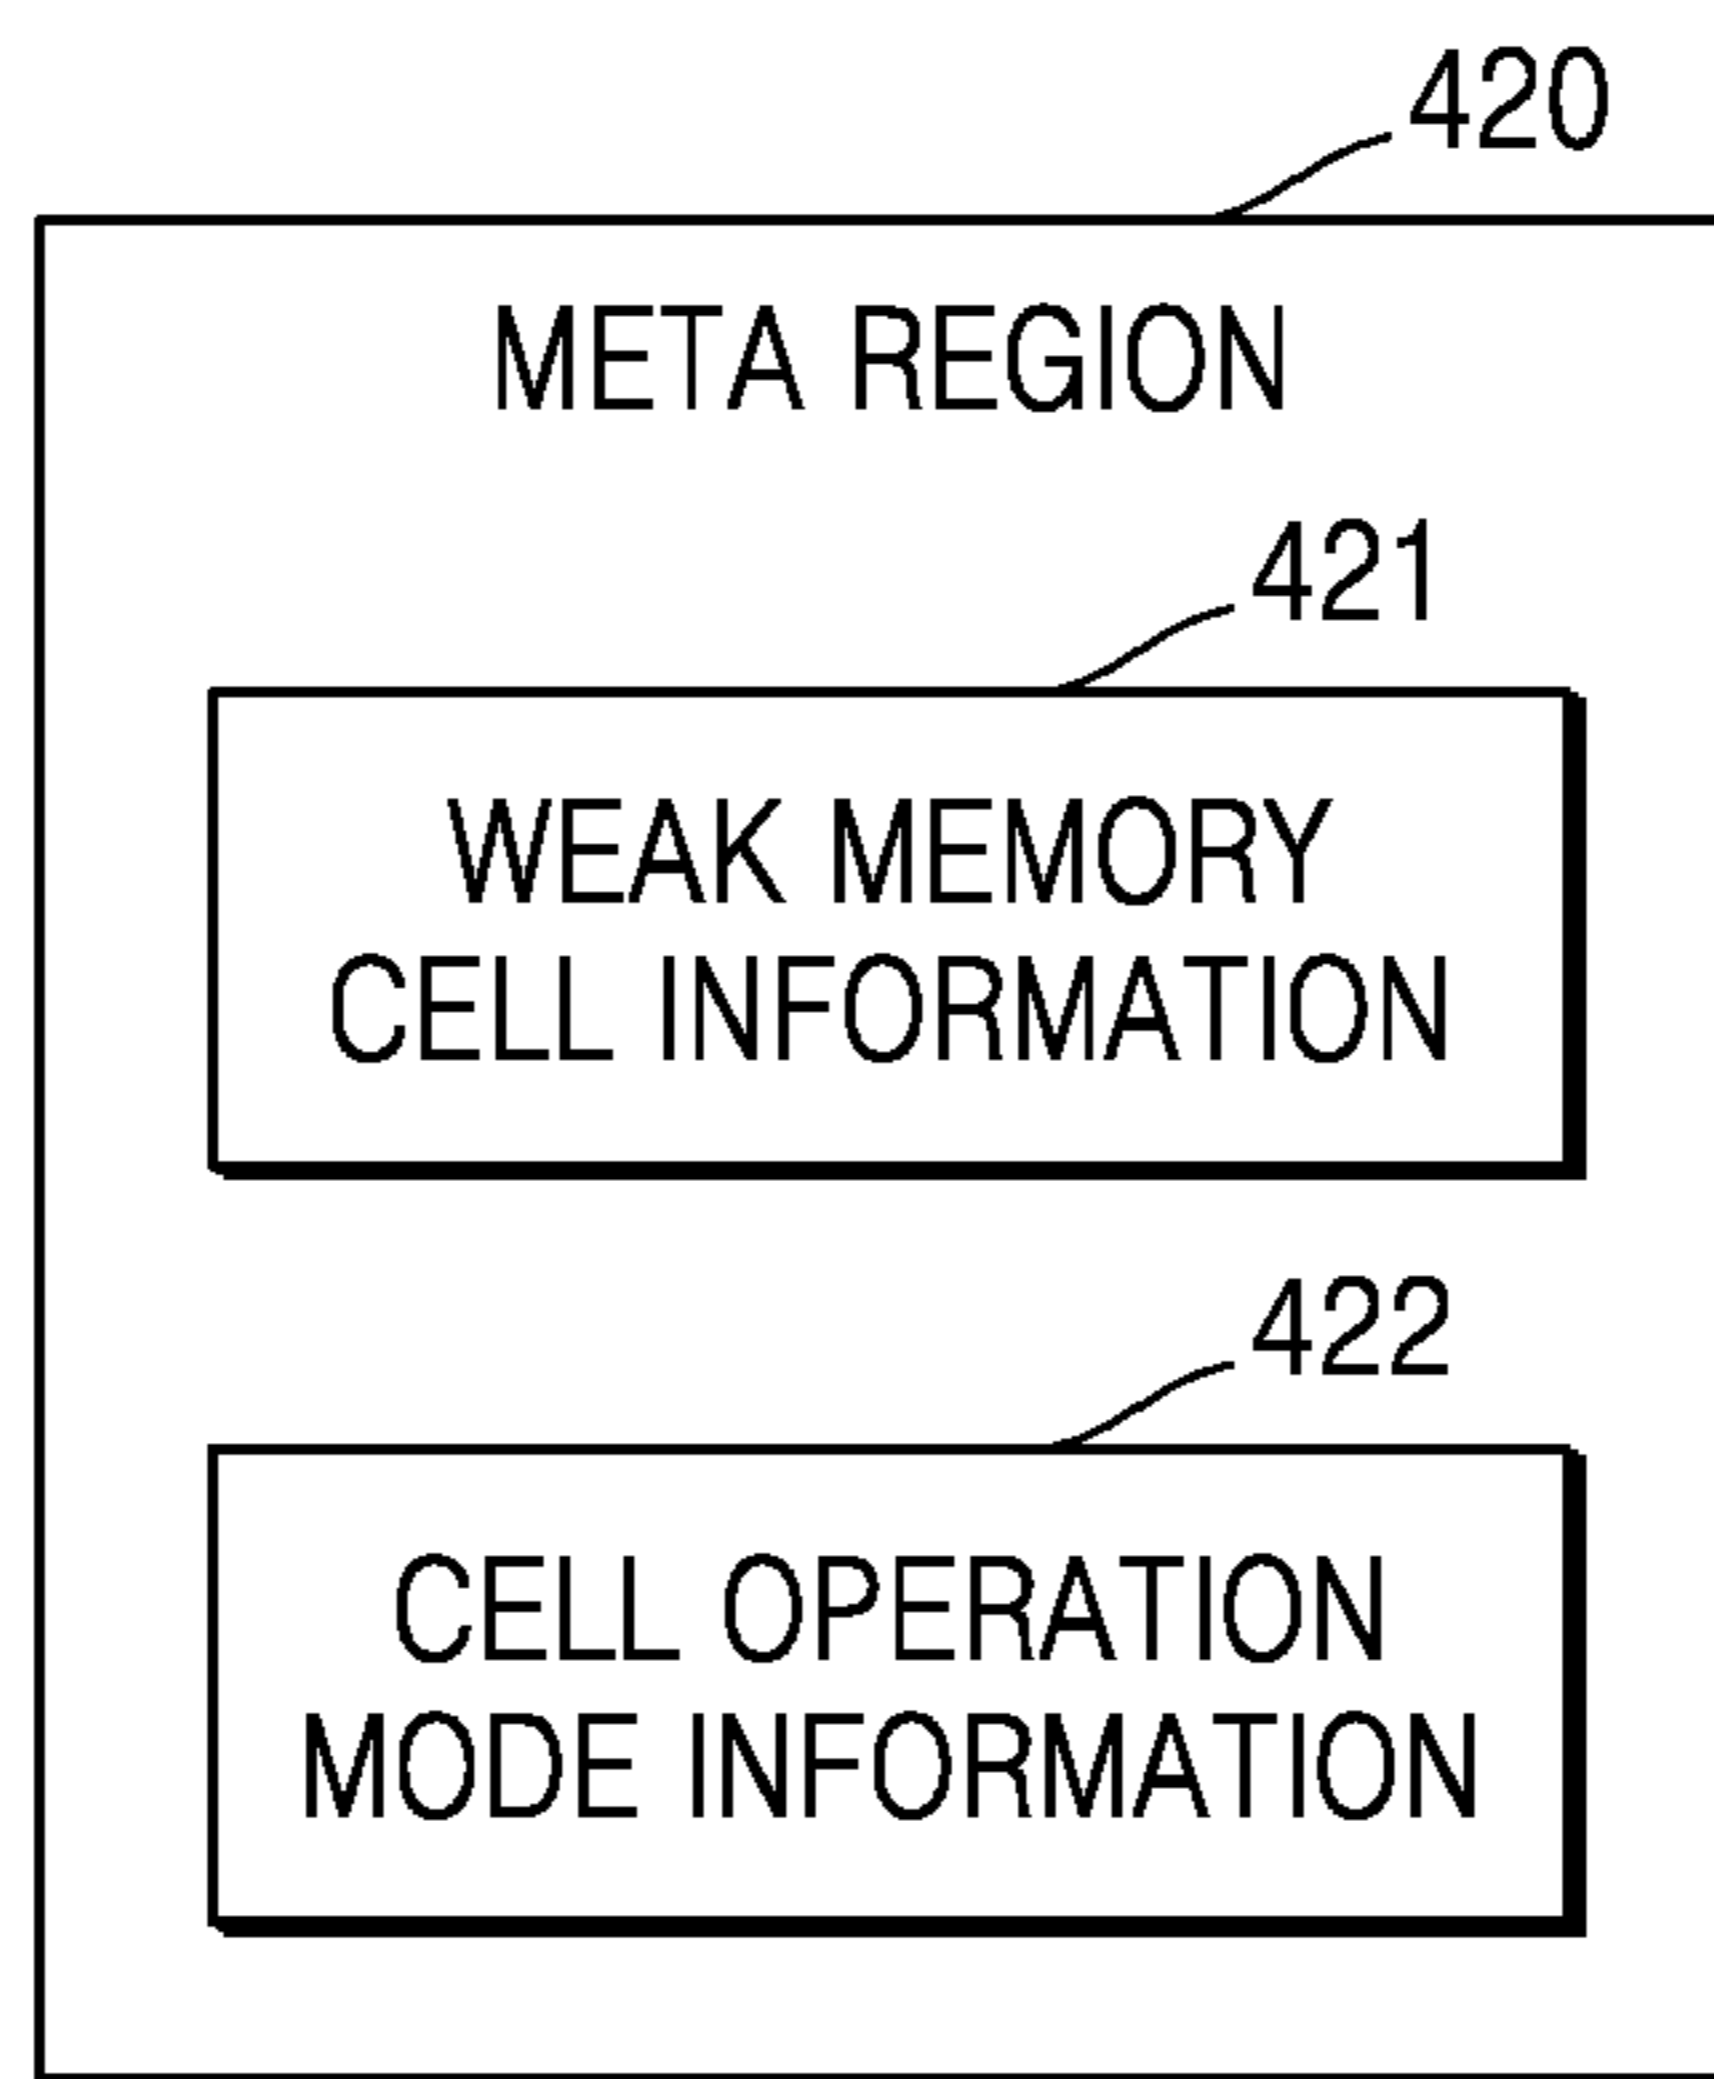 420
META REGION
421
WEAK MEMORY
CELL INFORMATION
422
CELL OPERATION
MODE INFORMATION